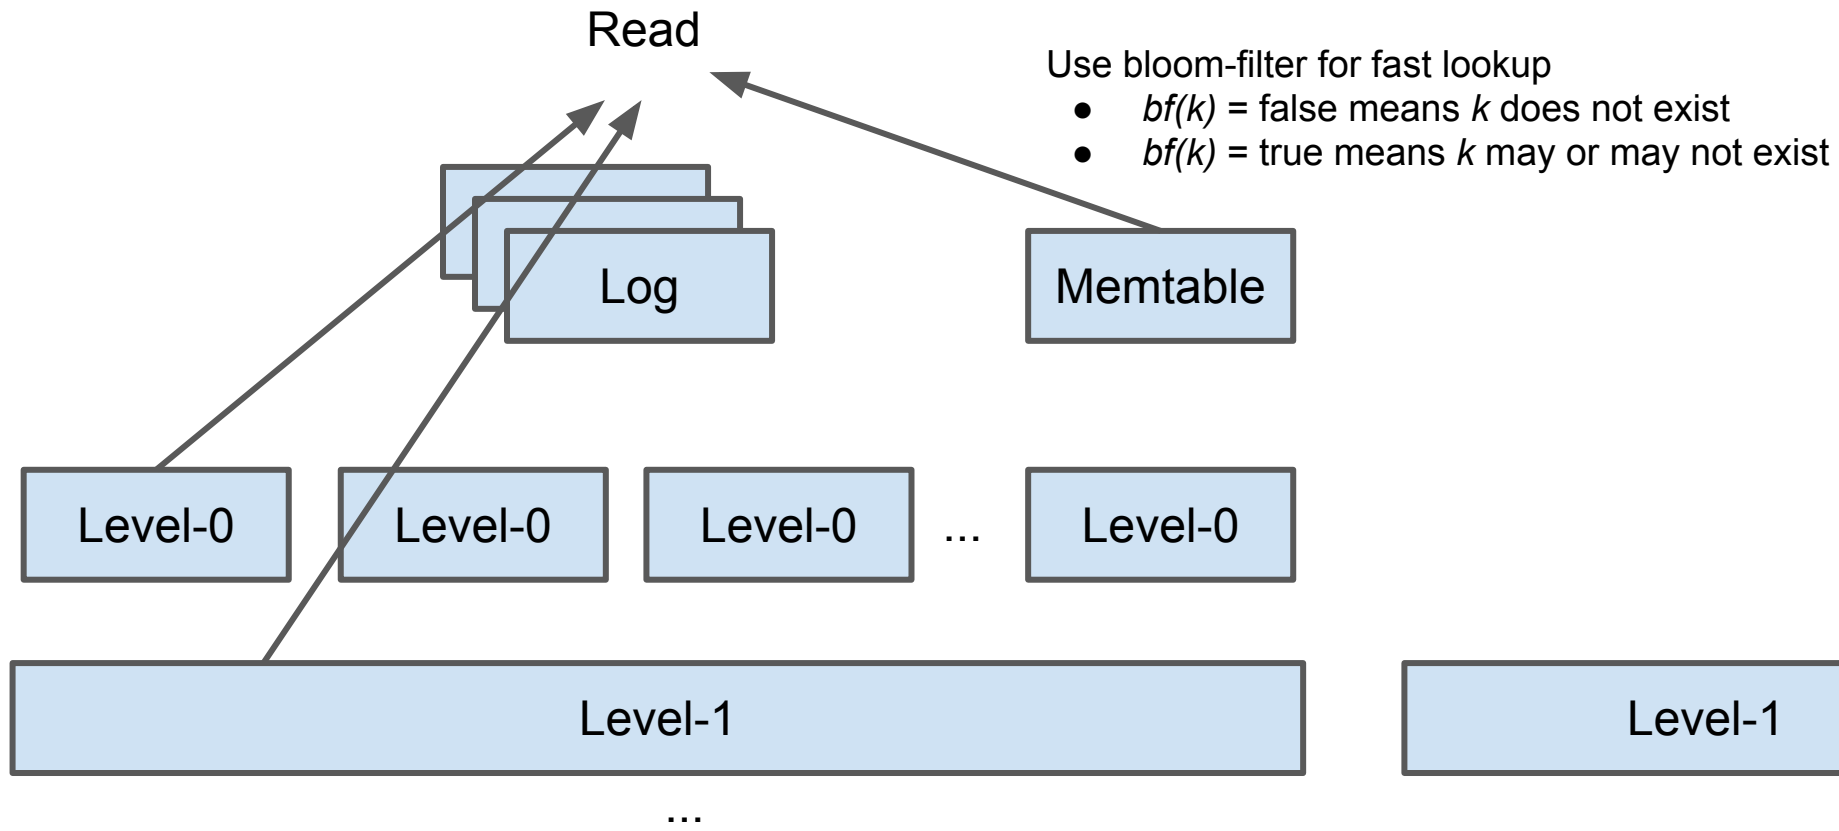 Read
Use bloom-filter for fast lookup
● bf(k) = false means k does not exist
● bf(k) = true means k may or may not exist
Log
Memtable
Level-0
Level-0
Level-0
...
Level-0
Level-1
Level-1
...